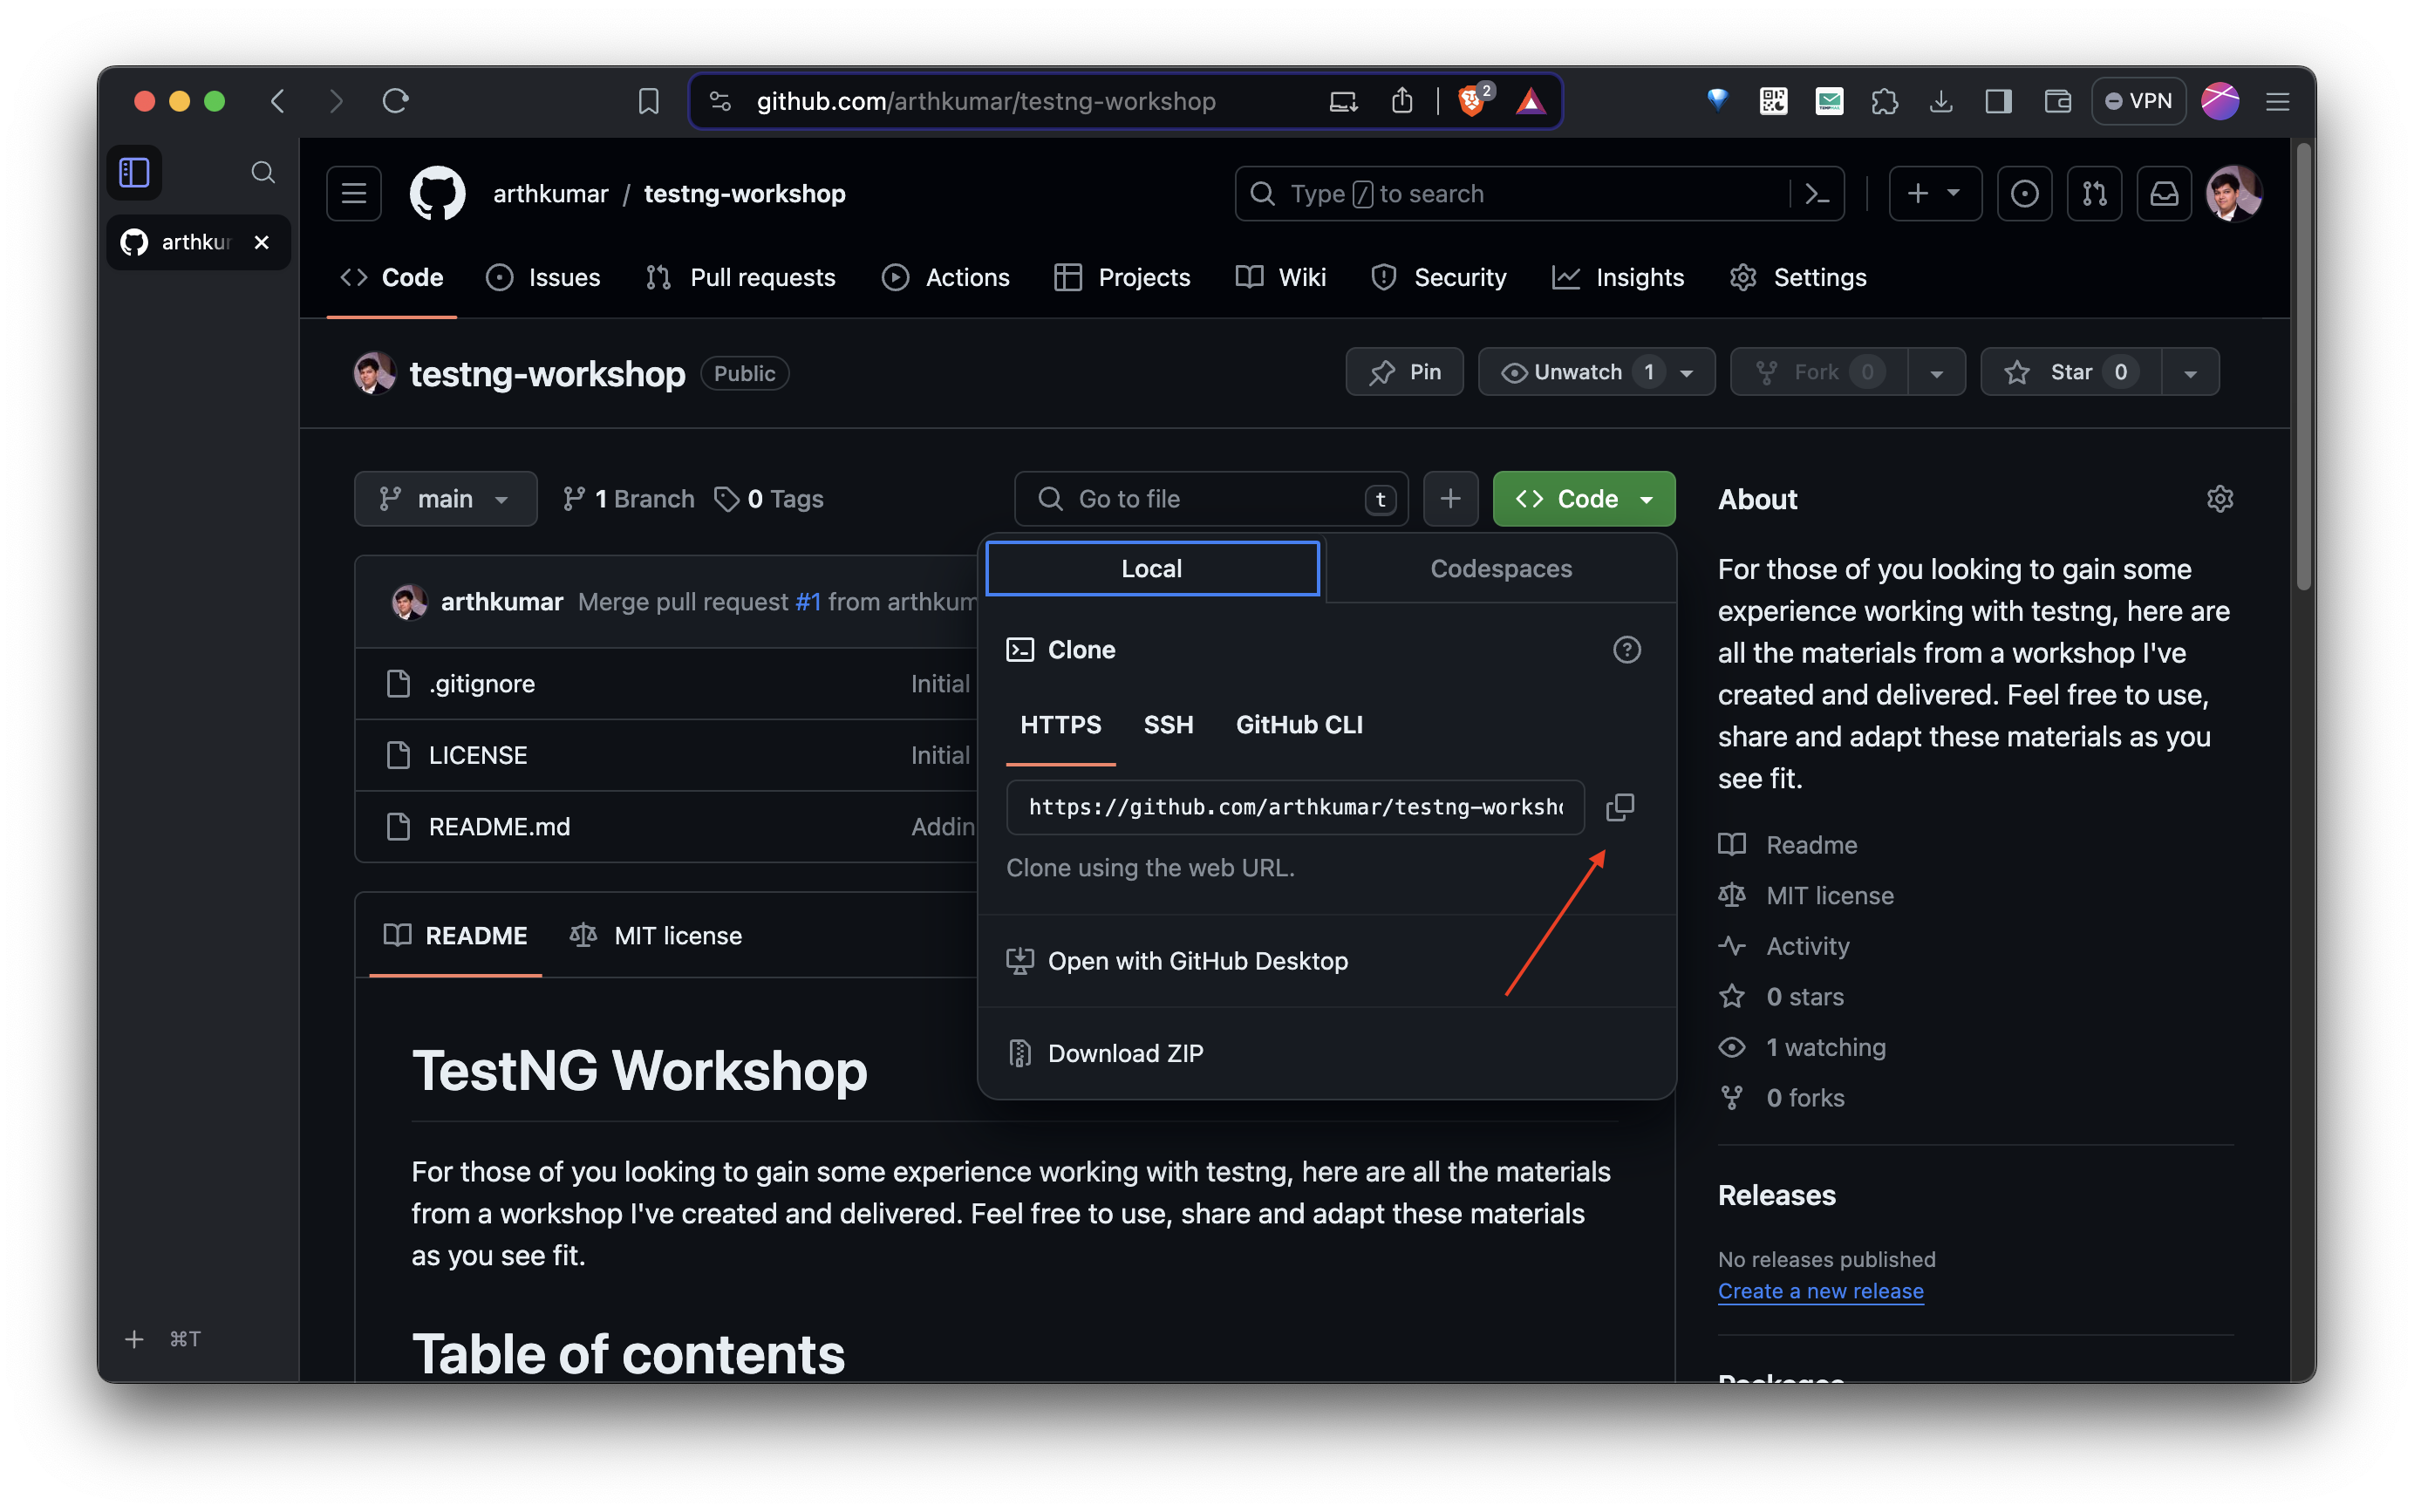 github.com/arthkumar/testng-workshop
2
VPN
arthkur
arthkumar / testng-workshop
Type / to search
Code
Issues
Pull requests
Actions
Projects
Wiki
Security
Insights
Settings
testng-workshop
Public
Pin
Unwatch 1
Fork 0
Star 0
main
1 Branch
0 Tags
Go to file
t
Code
Local
Codespaces
arthkumar Merge pull request #1 from arthkum
.gitignore
Initial
LICENSE
Initial
README.md
Addin
Clone
HTTPS
SSH
GitHub CLI
https://github.com/arthkumar/testng-worksho
Clone using the web URL.
Open with GitHub Desktop
Download ZIP
README
MIT license
TestNG Workshop
For those of you looking to gain some experience working with testng, here are all the materials
from a workshop I've created and delivered. Feel free to use, share and adapt these materials
as you see fit.
Table of contents
About
For those of you looking to gain some
experience working with testng, here are
all the materials from a workshop I've
created and delivered. Feel free to use,
share and adapt these materials as you
see fit.
Readme
MIT license
Activity
0 stars
1 watching
0 forks
Releases
No releases published
Create a new release
Packages
⌘T